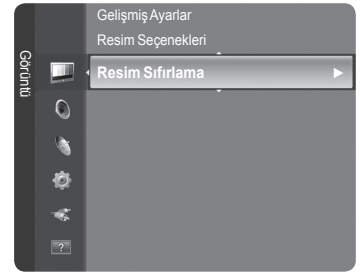 Gelişmiş Ayarlar
Resim Seçenekleri
Görüntü
Resim Sıfırlama
?